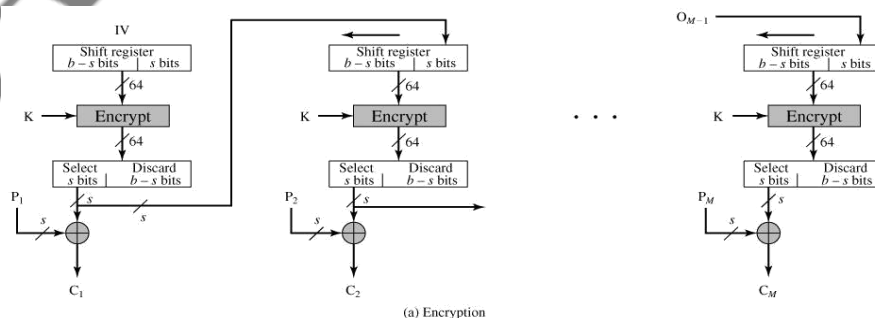 IV
Shift register
b − s bits | s bits
64
K
Encrypt
64
Select Discard
s bits | b − s bits
P1
s
s
s
C1
Shift register
b − s bits | s bits
64
K
Encrypt
64
Select Discard
s bits | b − s bits
P2
s
s
C2
. . .
OM−1
Shift register
b − s bits | s bits
64
K
Encrypt
64
Select Discard
s bits | b − s bits
PM
s
s
CM
(a) Encryption